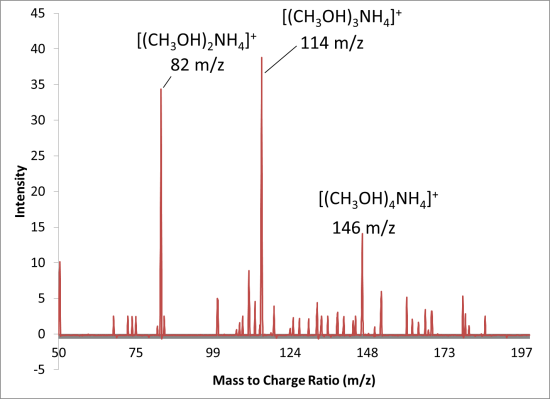 [(CH₃OH)₃NH₄]⁺
114 m/z
[(CH₃OH)₂NH₄]⁺
82 m/z
[(CH₃OH)₄NH₄]⁺
146 m/z
Intensity
45
40
35
30
25
20
15
10
5
0
-5
50 75 99 124 148 173 197
Mass to Charge Ratio (m/z)